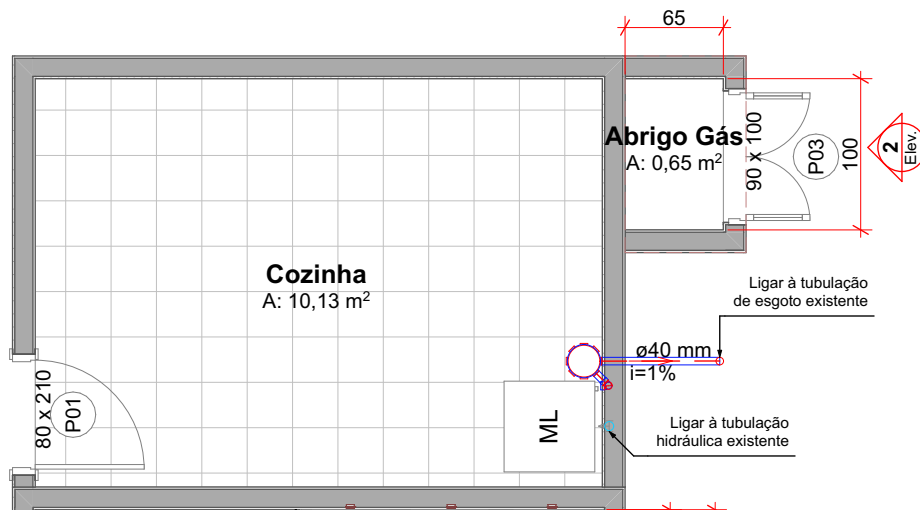 65
Abrigo Gás
A: 0,65 m²
90 x 100
P03
100
2
Elev.
Cozinha
A: 10,13 m²
Ligar à tubulação
de esgoto existente
ø40 mm
i=1%
80 x 210
P01
ML
Ligar à tubulação
hidráulica existente